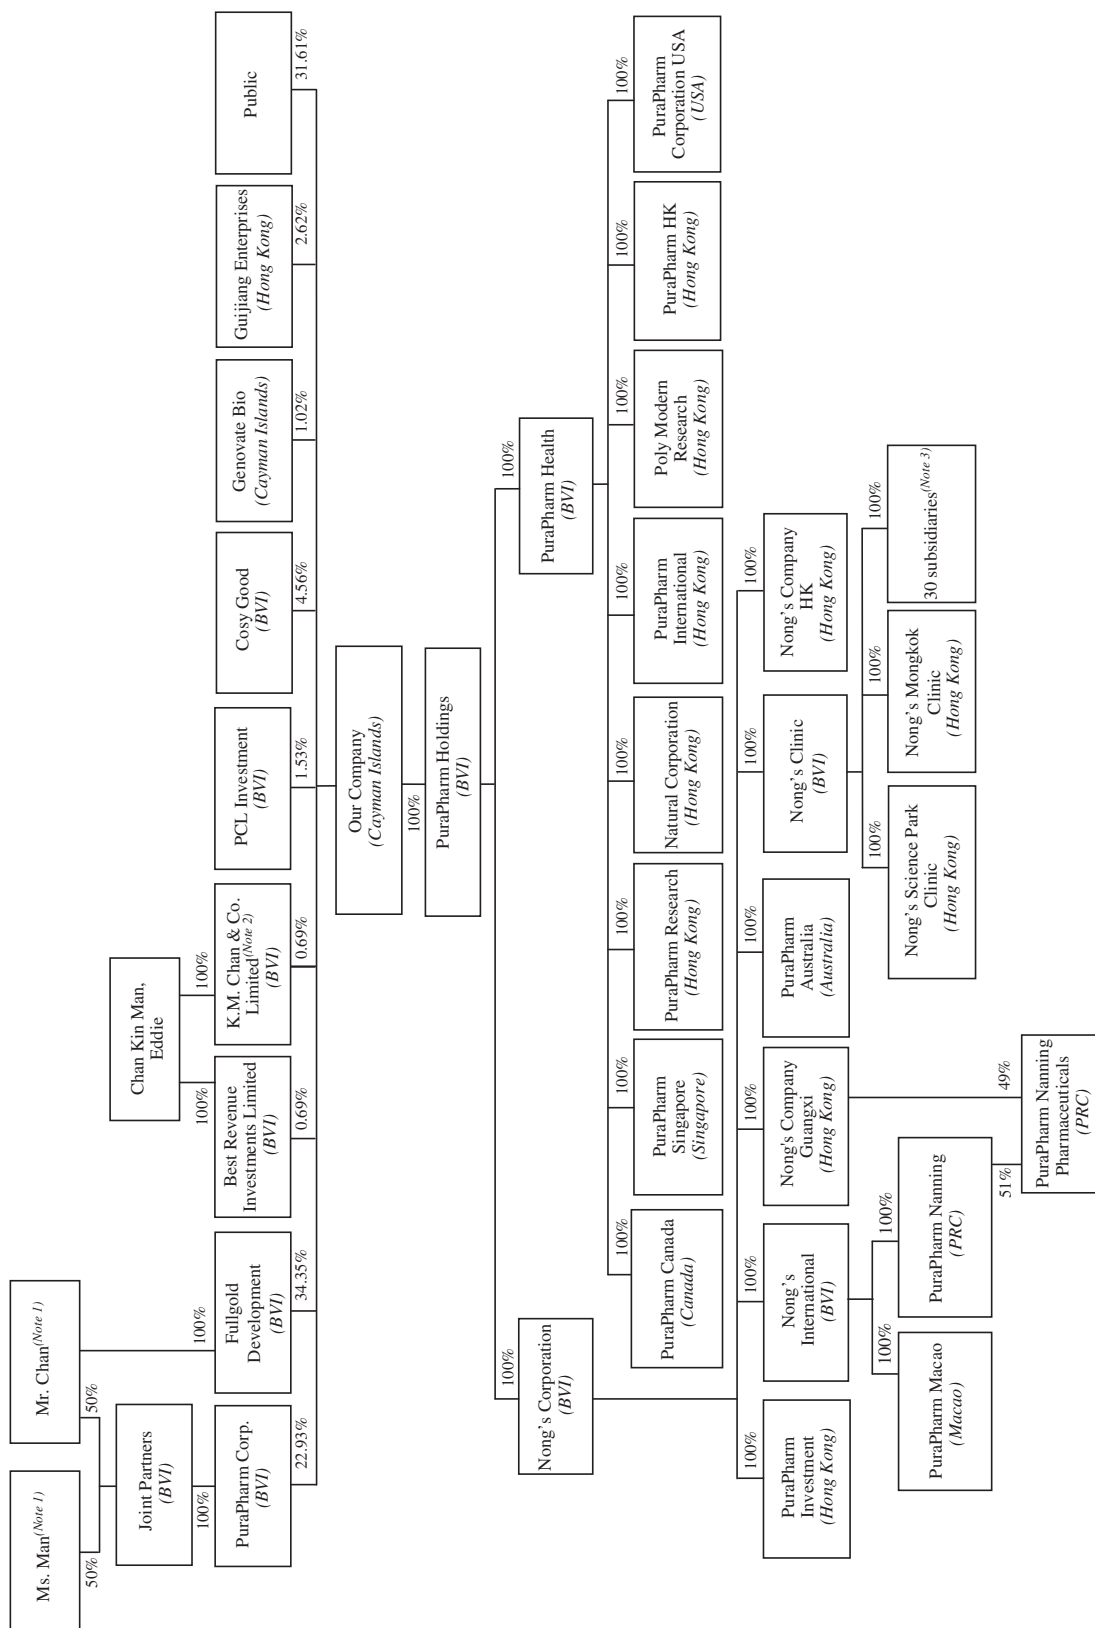 Ms. Man(Note 1)
Mr. Chan(Note 1)
50%
50%
Joint Partners
(BVI)
100%
100%
Chan Kin Man,
Eddie
100%
100%
PuraPharm Corp.
(BVI)
Fullgold
Development
(BVI)
Best Revenue
Investments Limited
(BVI)
K.M. Chan & Co.
Limited(Note 2)
(BVI)
PCL Investment
(BVI)
Cosy Good
(BVI)
Genovate Bio
(Cayman Islands)
Guijiang Enterprises
(Hong Kong)
Public
22.93%
34.35%
0.69%
0.69%
1.53%
4.56%
1.02%
2.62%
31.61%
Our Company
(Cayman Islands)
100%
PuraPharm Holdings
(BVI)
100%
100%
Nong's Corporation
(BVI)
PuraPharm Health
(BVI)
100%
100%
100%
100%
100%
100%
100%
100%
PuraPharm Canada
(Canada)
PuraPharm
Singapore
(Singapore)
PuraPharm Research
(Hong Kong)
Natural Corporation
(Hong Kong)
PuraPharm
International
(Hong Kong)
Poly Modern
Research
(Hong Kong)
PuraPharm HK
(Hong Kong)
PuraPharm
Corporation USA
(USA)
100%
100%
100%
100%
100%
100%
PuraPharm
Investment
(Hong Kong)
Nong's
International
(BVI)
Nong's Company
Guangxi
(Hong Kong)
PuraPharm
Australia
(Australia)
Nong's Clinic
(BVI)
Nong's Company
HK
(Hong Kong)
100%
100%
100%
100%
100%
PuraPharm Macao
(Macao)
PuraPharm Nanning
(PRC)
Nong's Science Park
Clinic
(Hong Kong)
Nong's Mongkok
Clinic
(Hong Kong)
30 subsidiaries(Note 3)
51%
49%
PuraPharm Nanning
Pharmaceuticals
(PRC)